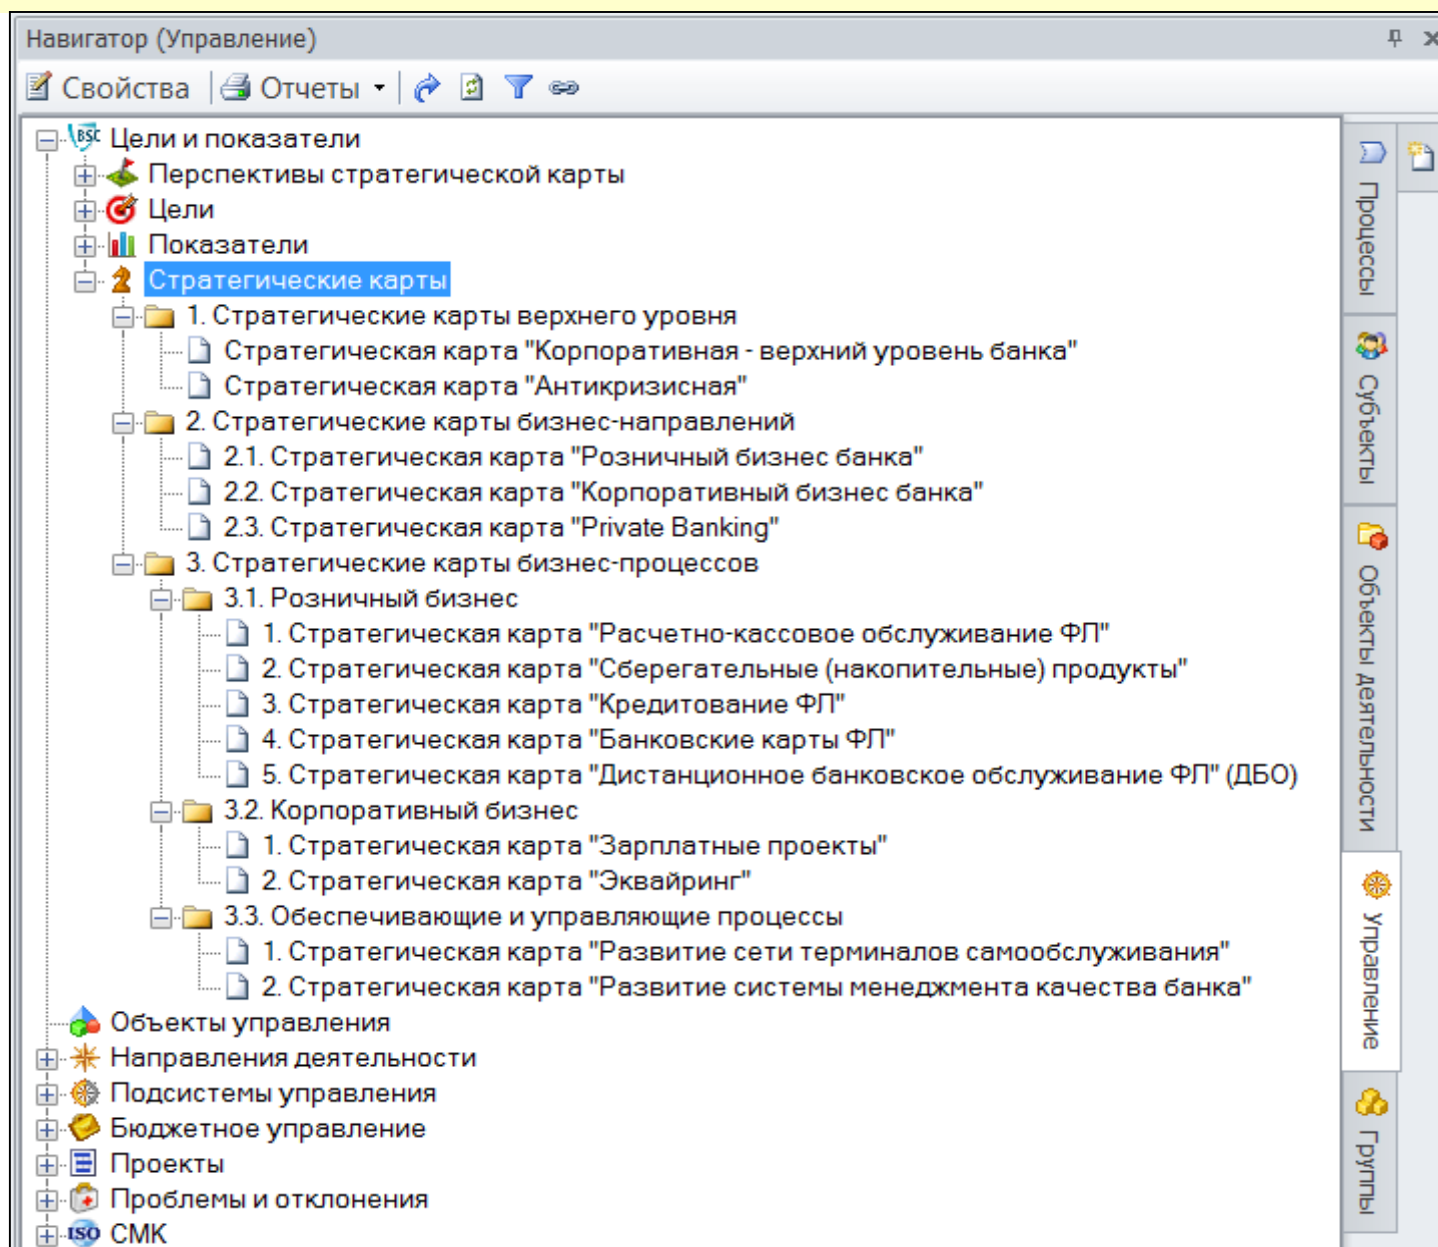 Навигатор (Управление)
Свойства Отчеты
BSC Цели и показатели
Перспективы стратегической карты
Цели
Показатели
Стратегические карты
1. Стратегические карты верхнего уровня
Стратегическая карта "Корпоративная - верхний уровень банка"
Стратегическая карта "Антикризисная"
2. Стратегические карты бизнес-направлений
2.1. Стратегическая карта "Розничный бизнес банка"
2.2. Стратегическая карта "Корпоративный бизнес банка"
2.3. Стратегическая карта "Private Banking"
3. Стратегические карты бизнес-процессов
3.1. Розничный бизнес
1. Стратегическая карта "Расчетно-кассовое обслуживание ФЛ"
2. Стратегическая карта "Сберегательные (накопительные) продукты"
3. Стратегическая карта "Кредитование ФЛ"
4. Стратегическая карта "Банковские карты ФЛ"
5. Стратегическая карта "Дистанционное банковское обслуживание ФЛ" (ДБО)
3.2. Корпоративный бизнес
1. Стратегическая карта "Зарплатные проекты"
2. Стратегическая карта "Эквайринг"
3.3. Обеспечивающие и управляющие процессы
1. Стратегическая карта "Развитие сети терминалов самообслуживания"
2. Стратегическая карта "Развитие системы менеджмента качества банка"
Объекты управления
Направления деятельности
Подсистемы управления
Бюджетное управление
Проекты
Проблемы и отклонения
ISO СМК
Процессы
Субъекты
Объекты деятельности
Управление
Группы